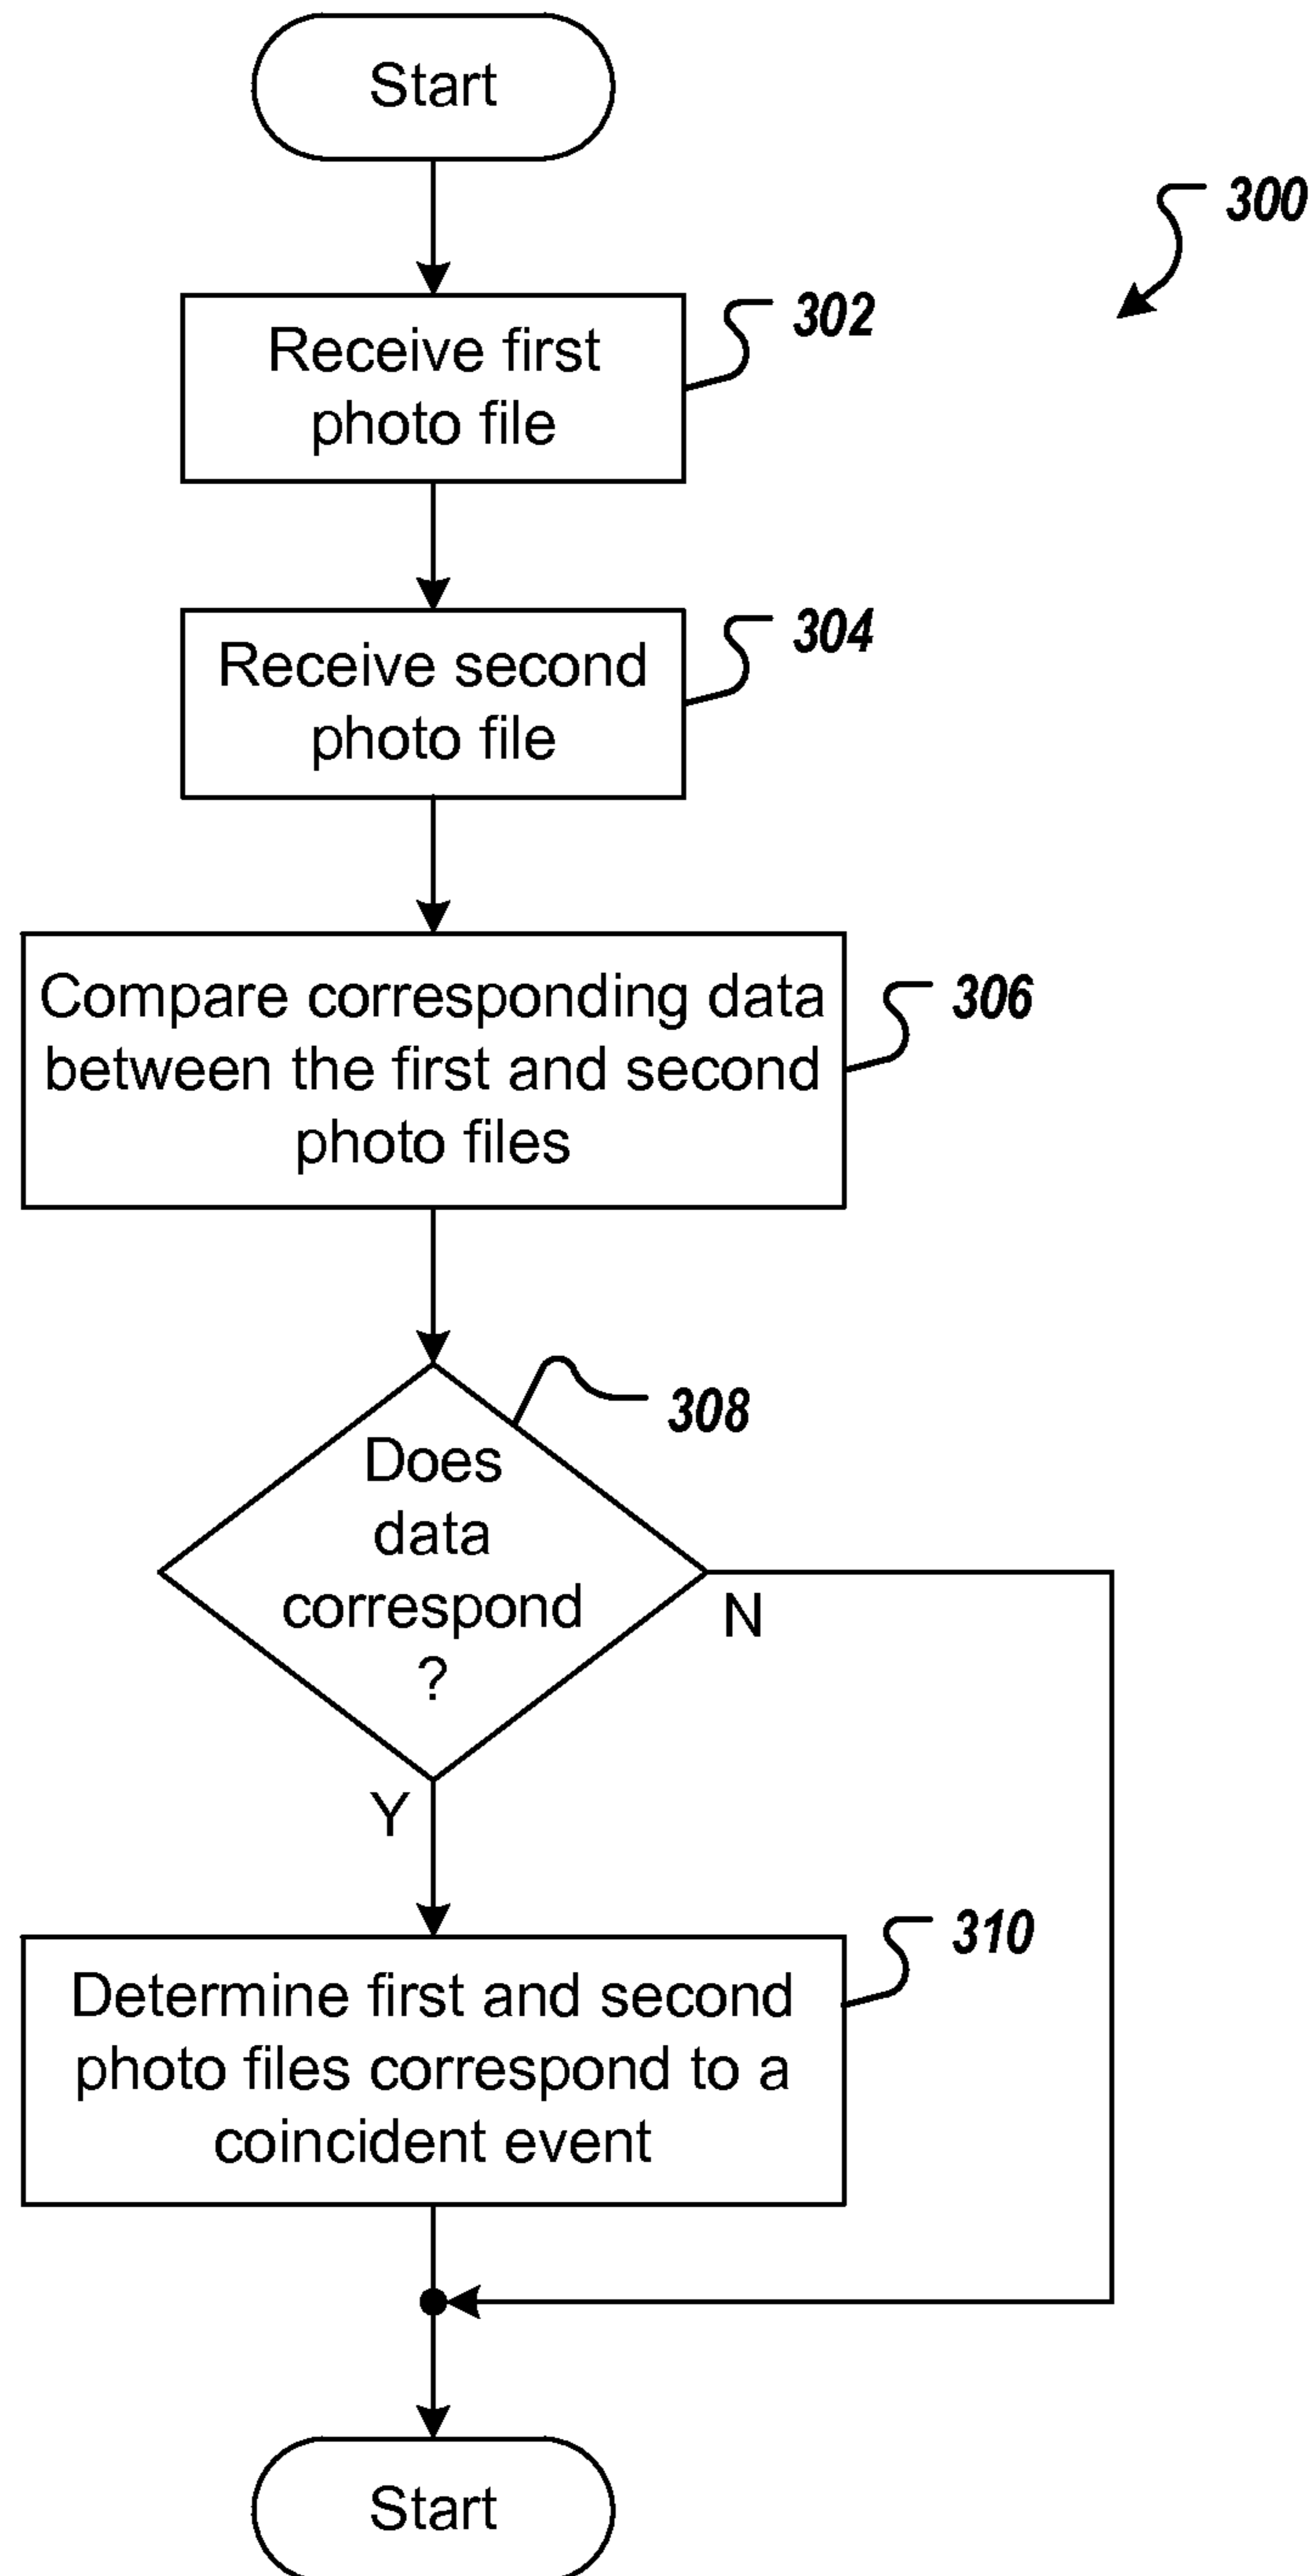 Start
300
Receive first
photo file
302
Receive second
photo file
304
Compare corresponding data
between the first and second
photo files
306
308
Does
data
correspond
?
N
Y
Determine first and second
photo files correspond to a
coincident event
310
Start